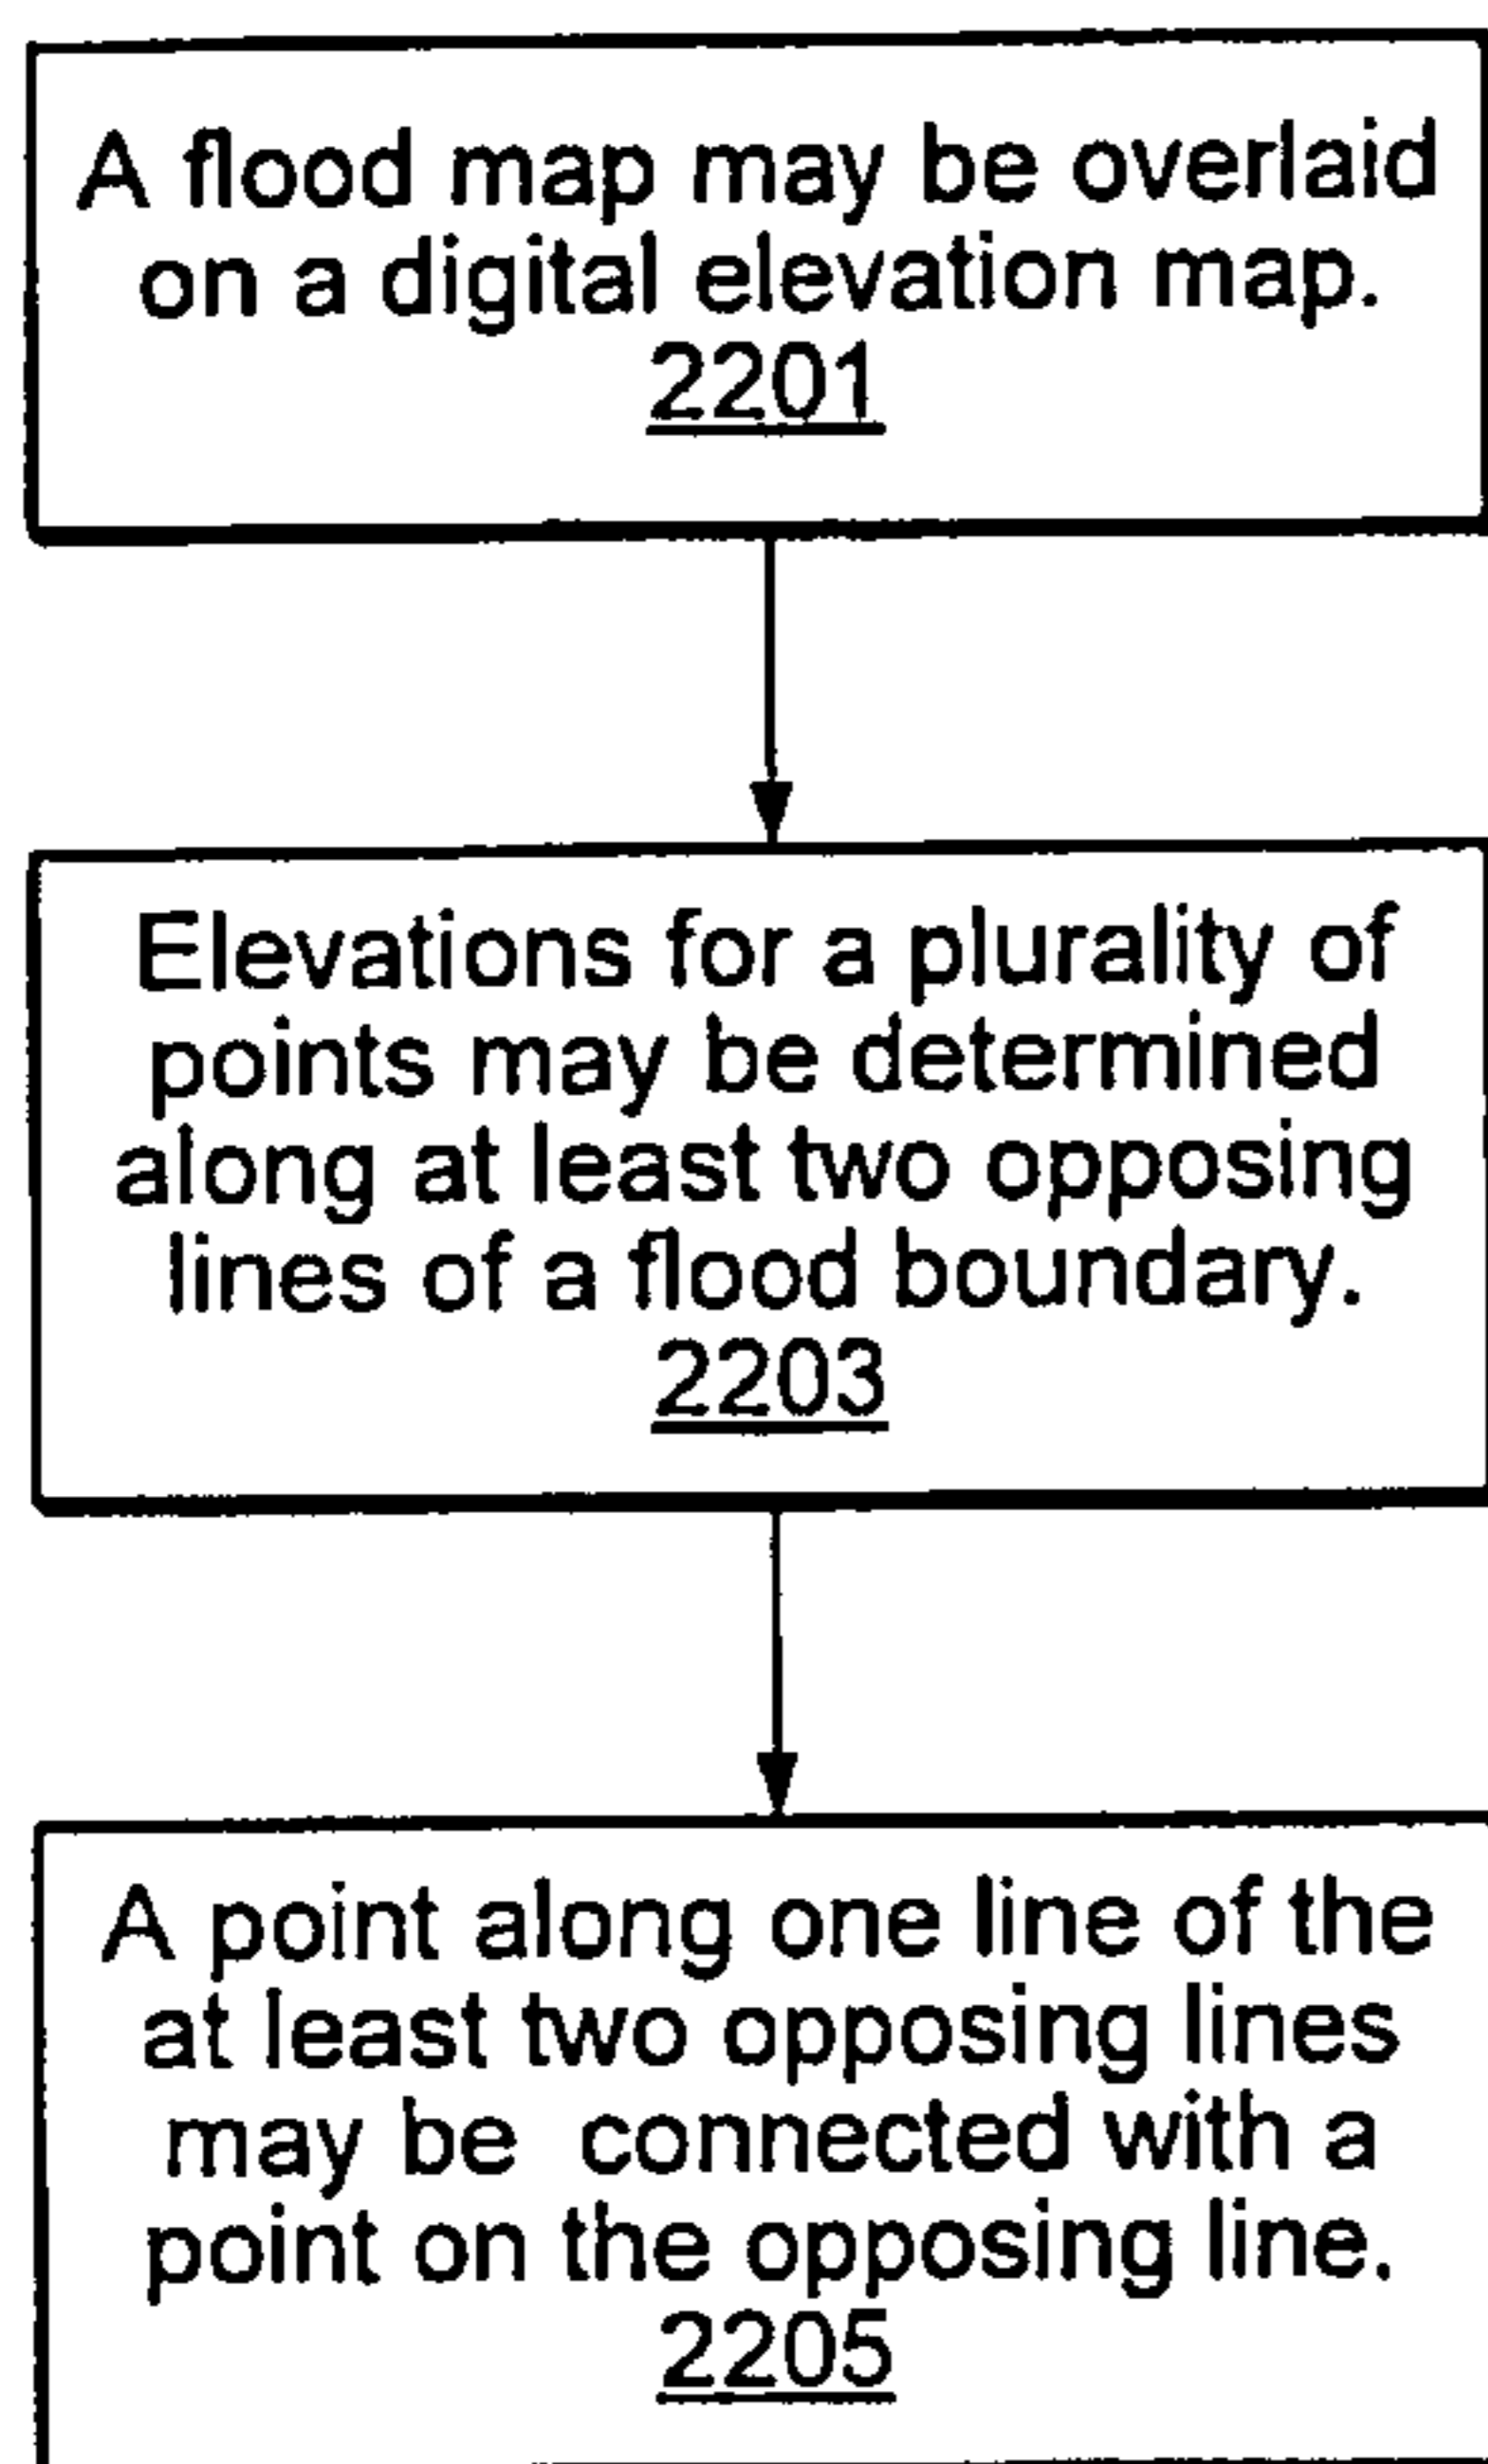 A flood map may be overlaid
on a digital elevation map.
2201
Elevations for a plurality of
points may be determined
along at least two opposing
lines of a flood boundary.
2203
A point along one line of the
at least two opposing lines
may be connected with a
point on the opposing line.
2205